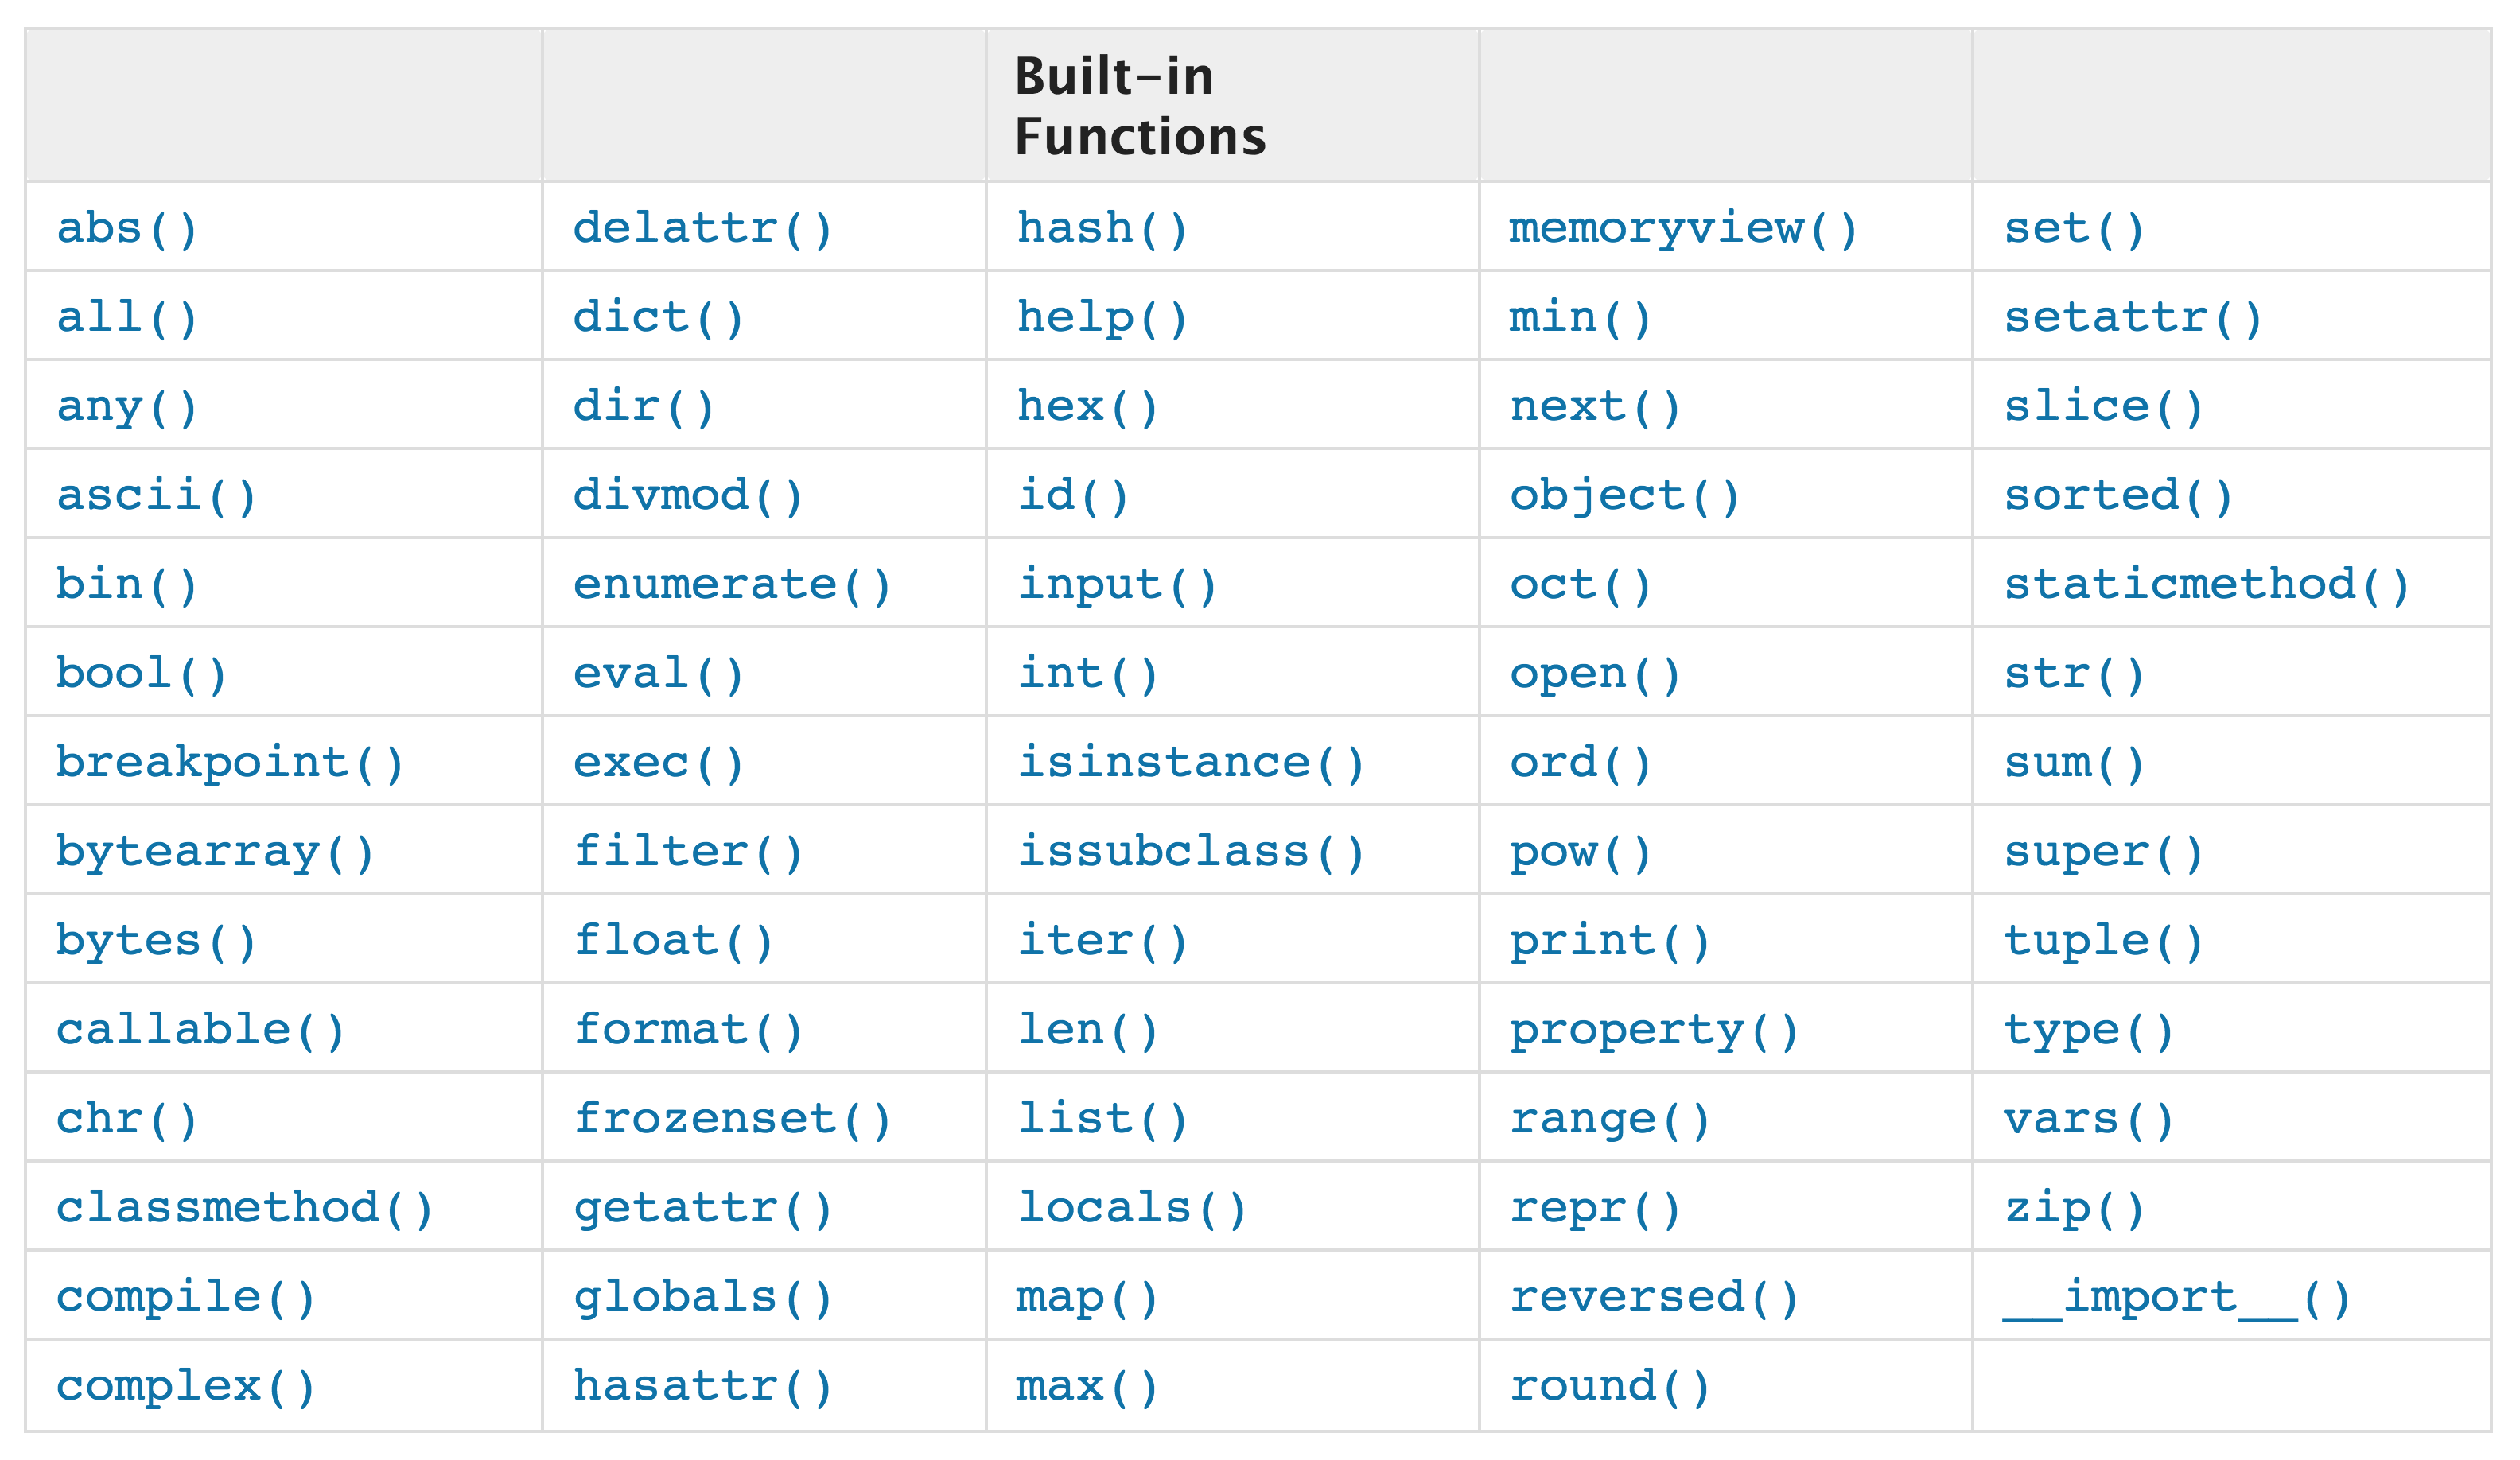 Built-in
Functions
abs() delattr() hash() memoryview() set()
all() dict() help() min() setattr()
any() dir() hex() next() slice()
ascii() divmod() id() object() sorted()
bin() enumerate() input() oct() staticmethod()
bool() eval() int() open() str()
breakpoint() exec() isinstance() ord() sum()
bytearray() filter() issubclass() pow() super()
bytes() float() iter() print() tuple()
callable() format() len() property() type()
chr() frozenset() list() range() vars()
classmethod() getattr() locals() repr() zip()
compile() globals() map() reversed() __import__()
complex() hasattr() max() round()